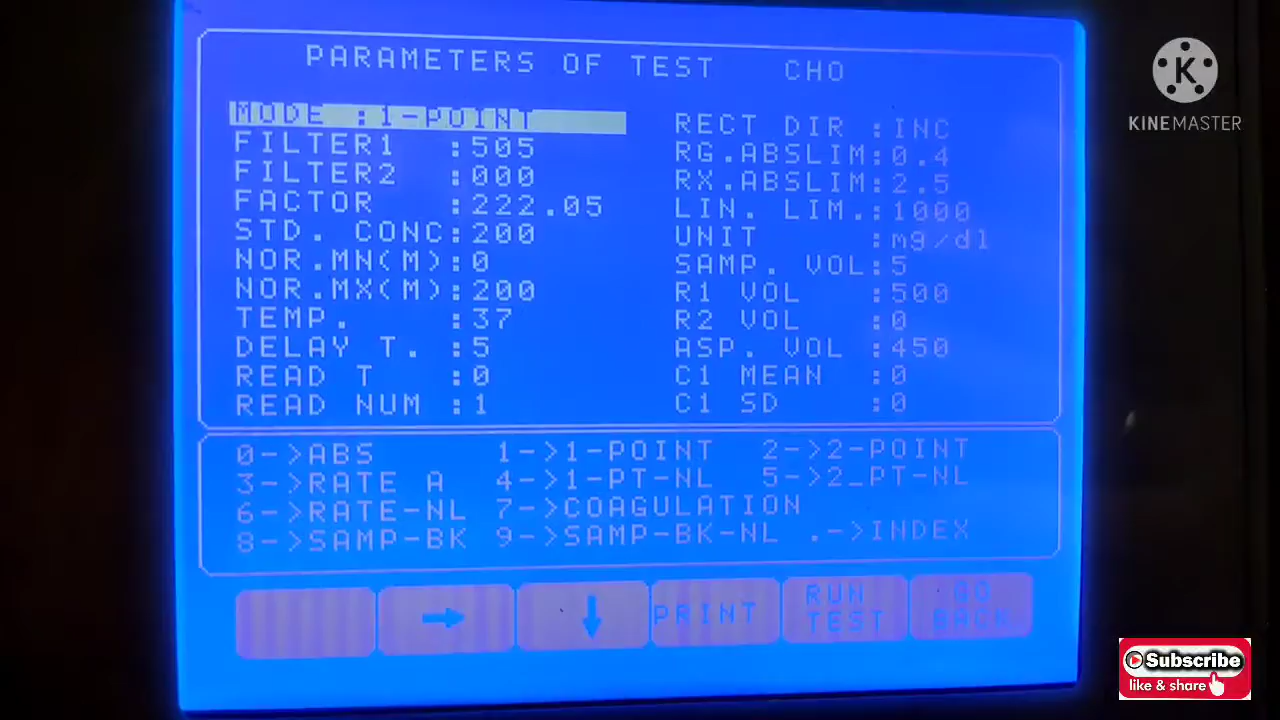 PARAMETERS OF TEST CHO
MODE :1-POINT
FILTER1 :505
FILTER2 :000
FACTOR :222.05
STD. CONC:200
NOR.MN(M):0
NOR.MX(M):200
TEMP. :37
DELAY T. :5
READ T :0
READ NUM :1
RECT DIR :INC
RG.ABSLIM:0.4
RX.ABSLIM:2.5
LIN. LIM.:1000
UNIT :mg/dl
SAMP. VOL:5
R1 VOL :500
R2 VOL :0
ASP. VOL :450
C1 MEAN :0
C1 SD :0
0->ABS 1->1-POINT 2->2-POINT
3->RATE A 4->1-PT-NL 5->2_PT-NL
6->RATE-NL 7->COAGULATION
8->SAMP-BK 9->SAMP-BK-NL .->INDEX
→ ↓ PRINT
RUN
TEST
GO
BACK
K
KINEMASTER
Subscribe
like & share